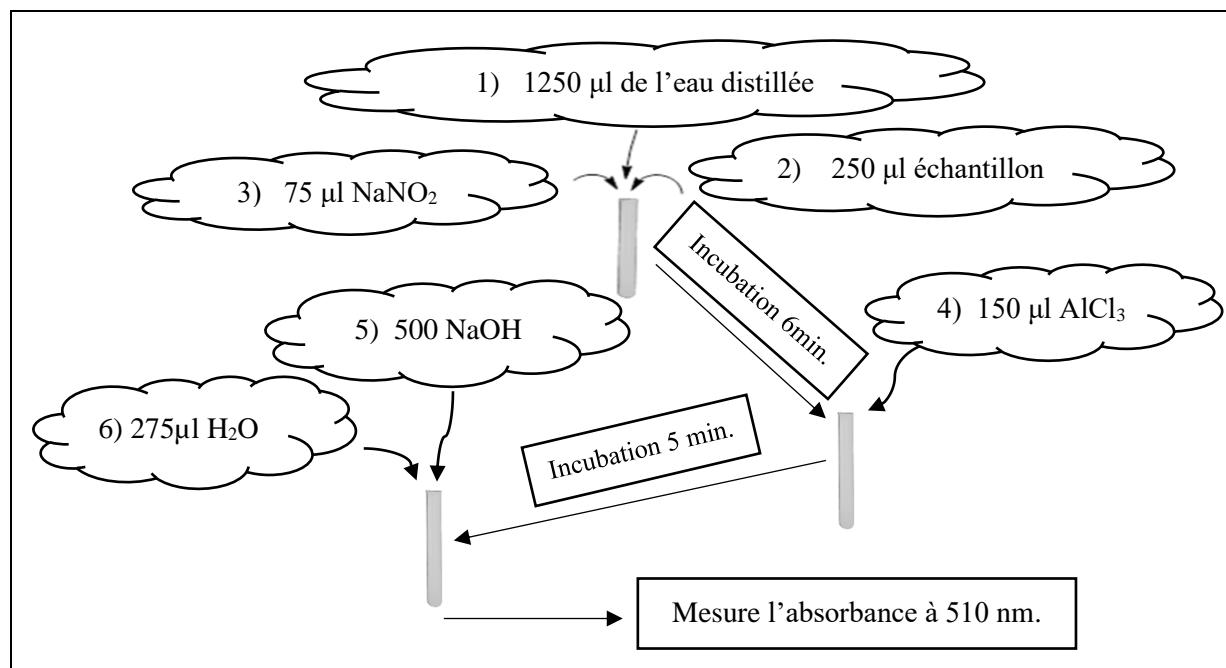 1) 1250 µl de l’eau distillée
2) 250 µl échantillon
3) 75 µl NaNO₂
Incubation 6min.
4) 150 µl AlCl₃
5) 500 NaOH
6) 275µl H₂O
Incubation 5 min.
Mesure l’absorbance à 510 nm.